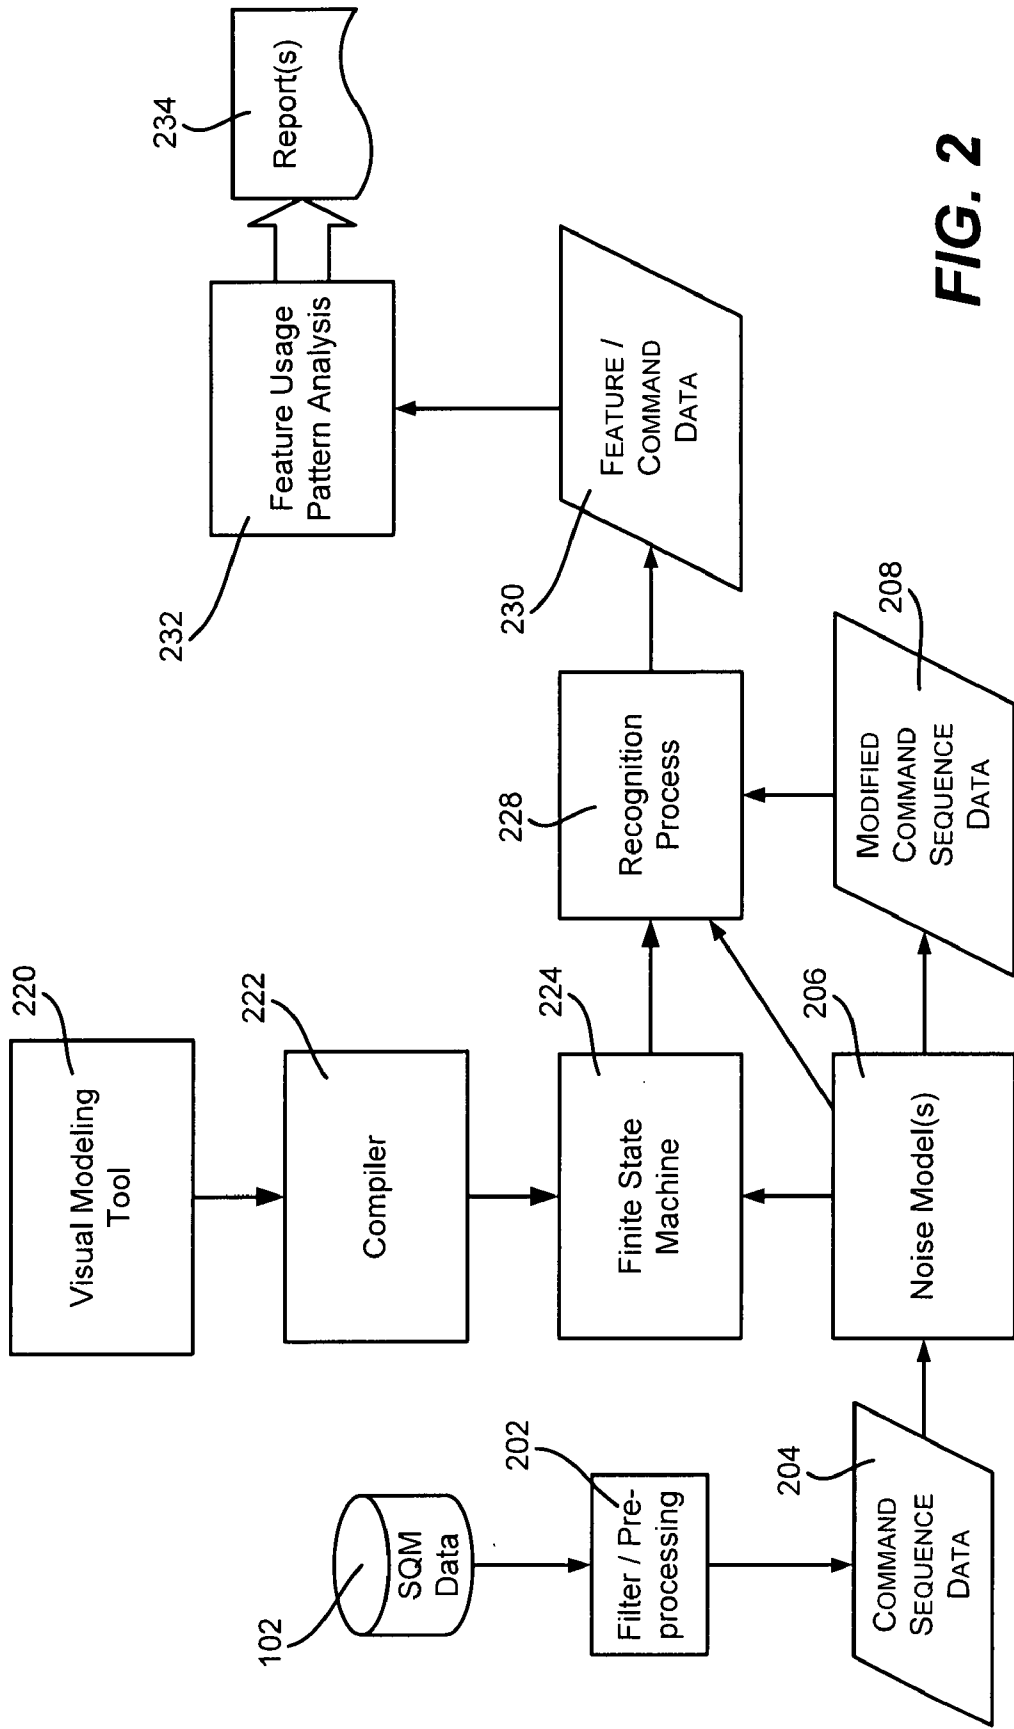 220
Visual Modeling
Tool
222
Compiler
224
Finite State
Machine
102
SQM
Data
202
Filter / Pre-
processing
204
COMMAND
SEQUENCE
DATA
206
Noise Model(s)
208
MODIFIED
COMMAND
SEQUENCE
DATA
228
Recognition
Process
230
FEATURE /
COMMAND
DATA
232
Feature Usage
Pattern Analysis
234
Report(s)
FIG. 2